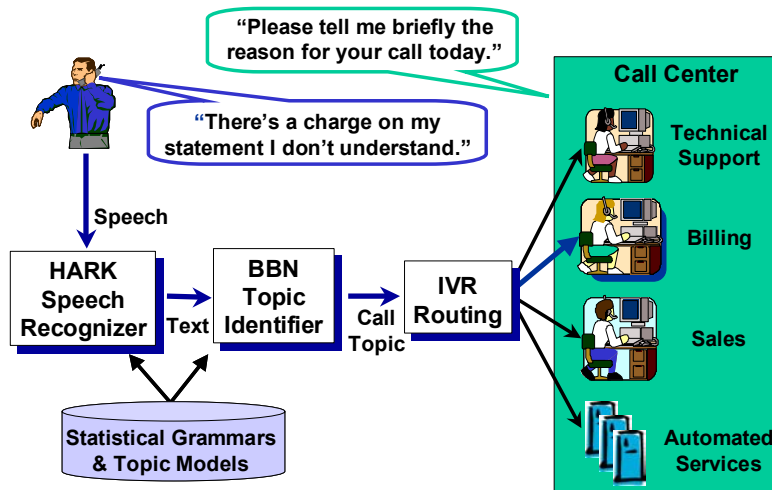 “Please tell me briefly the
reason for your call today.”
“There’s a charge on my
statement I don’t understand.”
Call Center
Technical
Support
Billing
Sales
Automated
Services
Speech
HARK
Speech
Recognizer
Text
BBN
Topic
Identifier
Call
Topic
IVR
Routing
Statistical Grammars
& Topic Models